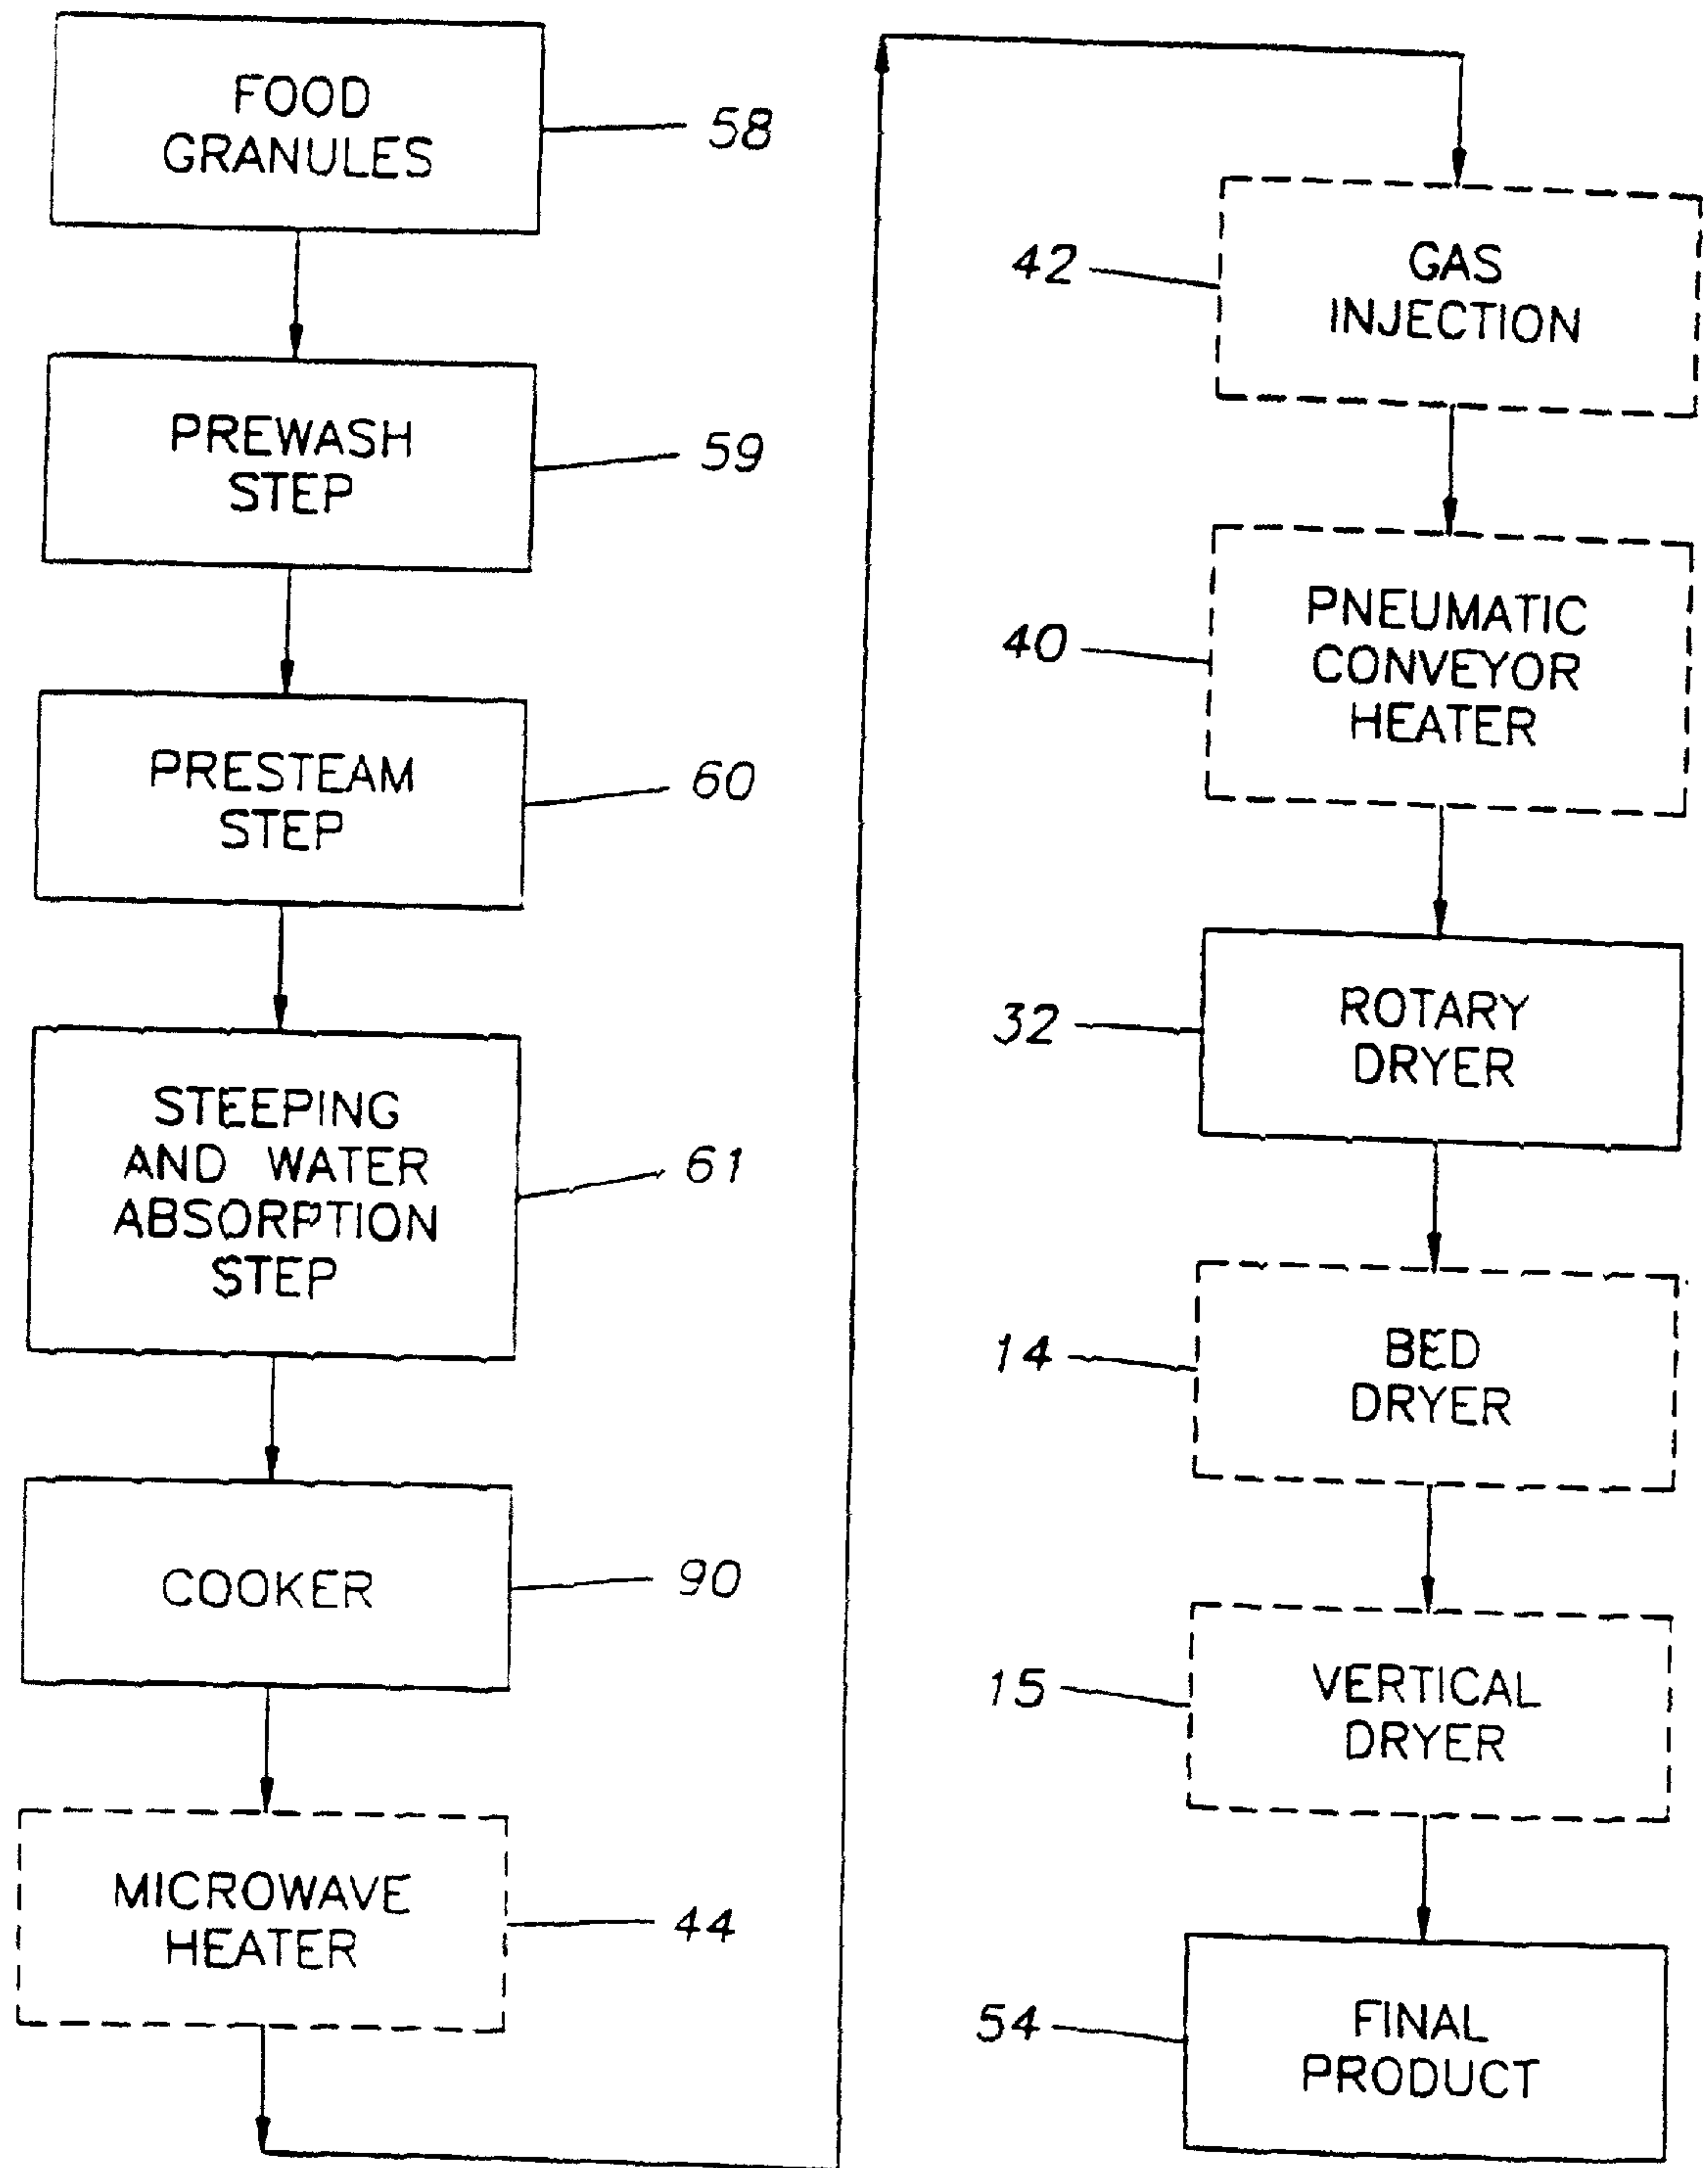 FOOD
GRANULES
58
PREWASH
STEP
59
PRESTEAM
STEP
60
STEEPING
AND WATER
ABSORPTION
STEP
61
COOKER
90
MICROWAVE
HEATER
44
GAS
INJECTION
42
PNEUMATIC
CONVEYOR
HEATER
40
ROTARY
DRYER
32
BED
DRYER
14
VERTICAL
DRYER
15
FINAL
PRODUCT
54